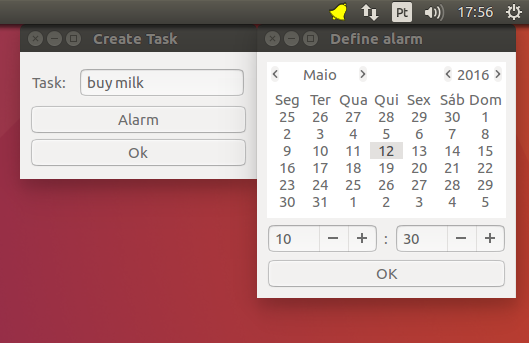 Pt 17:56
Create Task
Task: buy milk
Alarm
Ok
Define alarm
Maio 2016
Seg Ter Qua Qui Sex Sáb Dom
25 26 27 28 29 30 1
2 3 4 5 6 7 8
9 10 11 12 13 14 15
16 17 18 19 20 21 22
23 24 25 26 27 28 29
30 31 1 2 3 4 5
10 : 30
OK